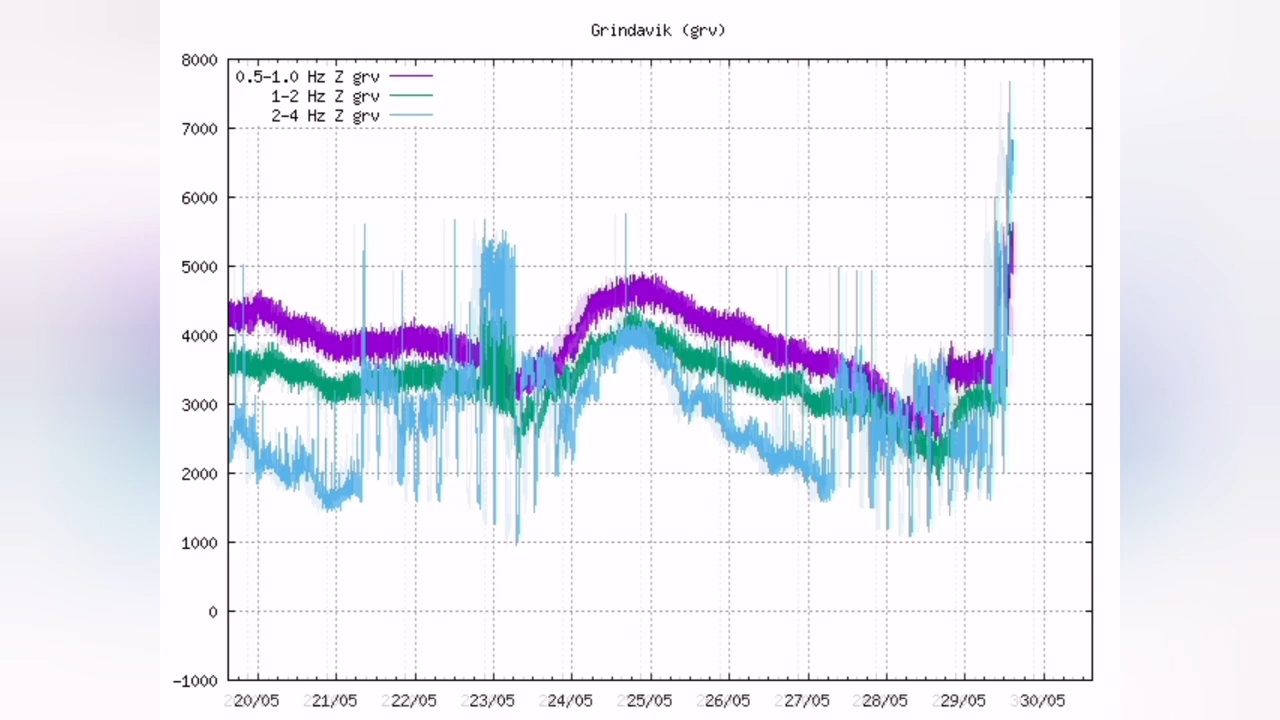 Grindavik (grv)
8000
0.5-1.0 Hz Z grv
1-2 Hz Z grv
2-4 Hz Z grv
7000
6000
5000
4000
3000
2000
1000
0
-1000
20/05 21/05 22/05 23/05 24/05 25/05 26/05 27/05 28/05 29/05 30/05